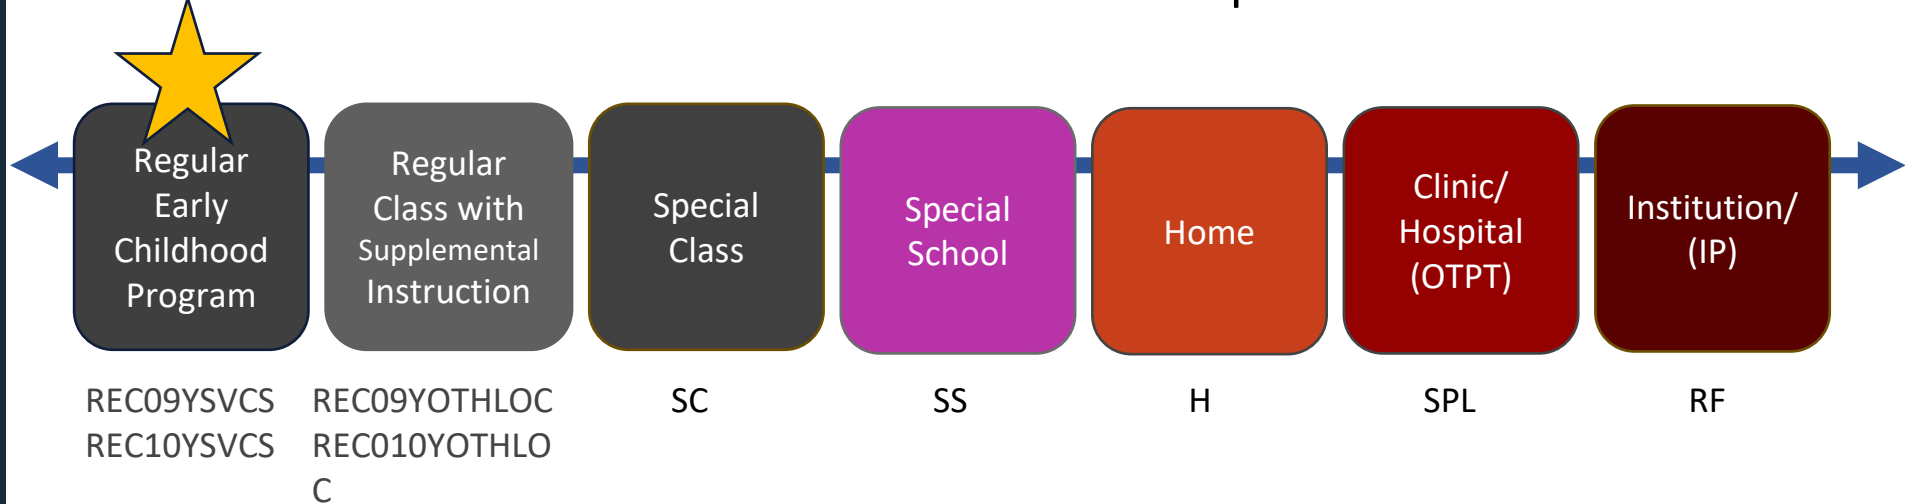 Regular
Early
Childhood
Program
Regular
Class with
Supplemental
Instruction
Special
Class
Special
School
Home
Clinic/
Hospital
(OTPT)
Institution/
(IP)
REC09YSVCS
REC10YSVCS
REC09YOTHLOC
REC010YOTHLO
C
SC
SS
H
SPL
RF